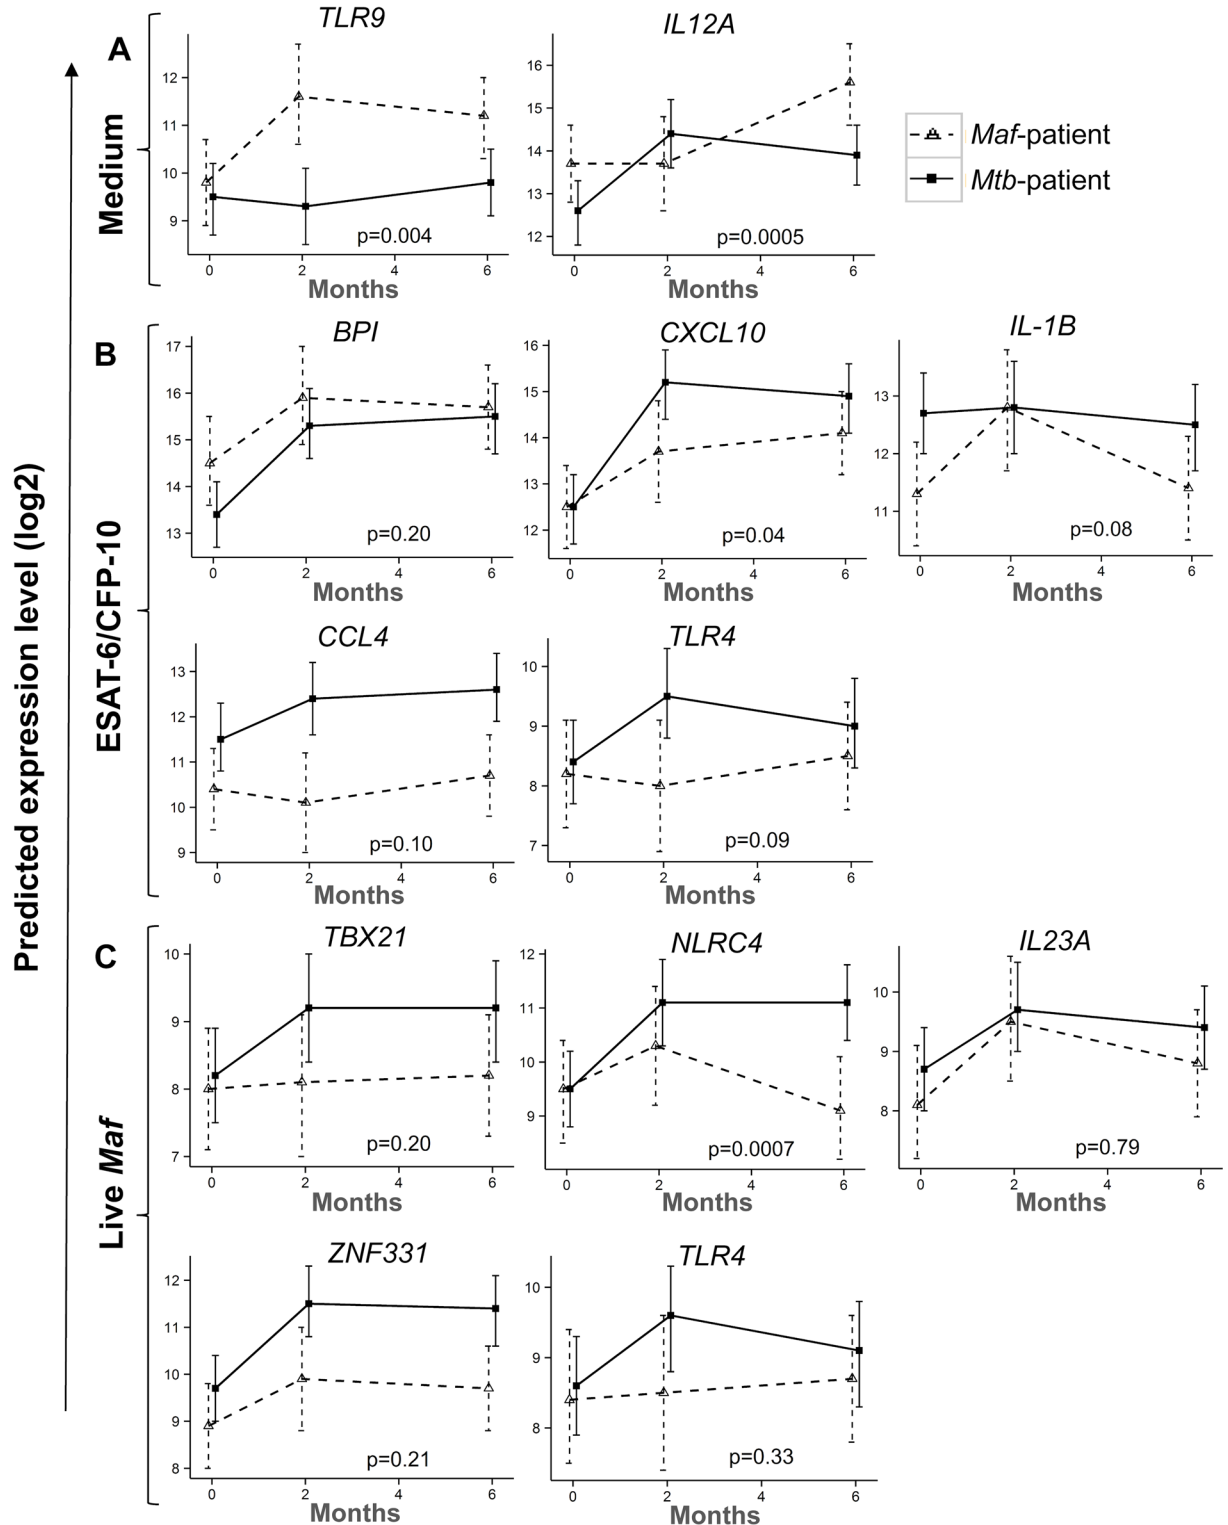 Predicted expression level (log2)
A
Medium
TLR9
12
11
10
9
p=0.004
0 2 4 6
Months
IL12A
16
15
14
13
12
p=0.0005
0 2 4 6
Months
Maf-patient
Mtb-patient
B
ESAT-6/CFP-10
BPI
17
16
15
14
13
p=0.20
0 2 4 6
Months
CXCL10
16
15
14
13
12
p=0.04
0 2 4 6
Months
IL-1B
13
12
11
p=0.08
0 2 4 6
Months
CCL4
13
12
11
10
9
p=0.10
0 2 4 6
Months
TLR4
10
9
8
7
p=0.09
0 2 4 6
Months
C
Live Maf
TBX21
10
9
8
7
p=0.20
0 2 4 6
Months
NLRC4
12
11
10
9
p=0.0007
0 2 4 6
Months
IL23A
10
9
8
p=0.79
0 2 4 6
Months
ZNF331
12
11
10
9
8
p=0.21
0 2 4 6
Months
TLR4
10
9
8
p=0.33
0 2 4 6
Months